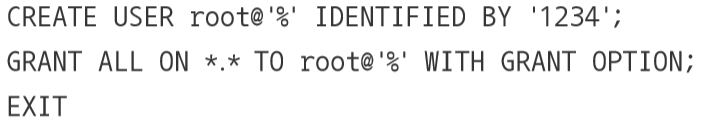 CREATE USER root@'%' IDENTIFIED BY '1234';
GRANT ALL ON *.* TO root@'%' WITH GRANT OPTION;
EXIT